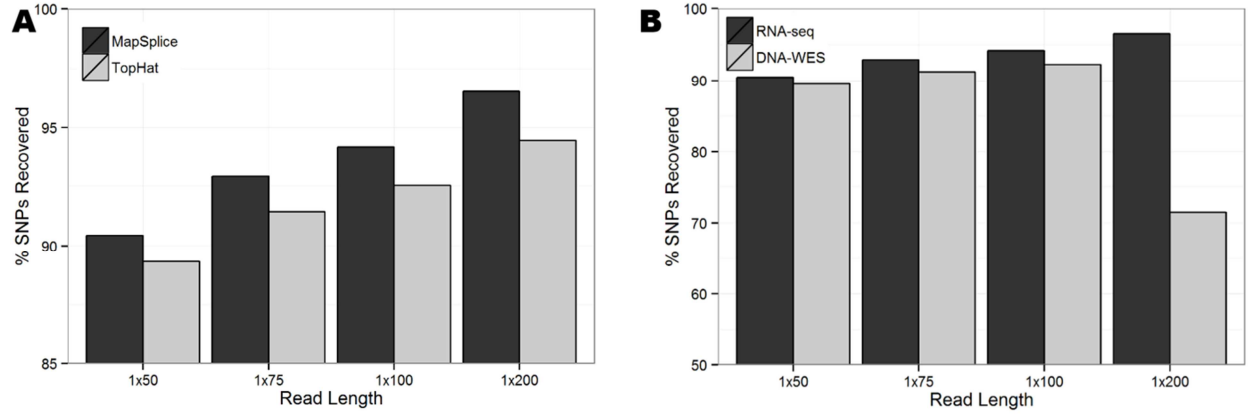 A
100
95
90
85
% SNPs Recovered
MapSplice
TopHat
1x50
1x75
1x100
1x200
Read Length
B
100
90
80
70
60
50
% SNPs Recovered
RNA-seq
DNA-WES
1x50
1x75
1x100
1x200
Read Length